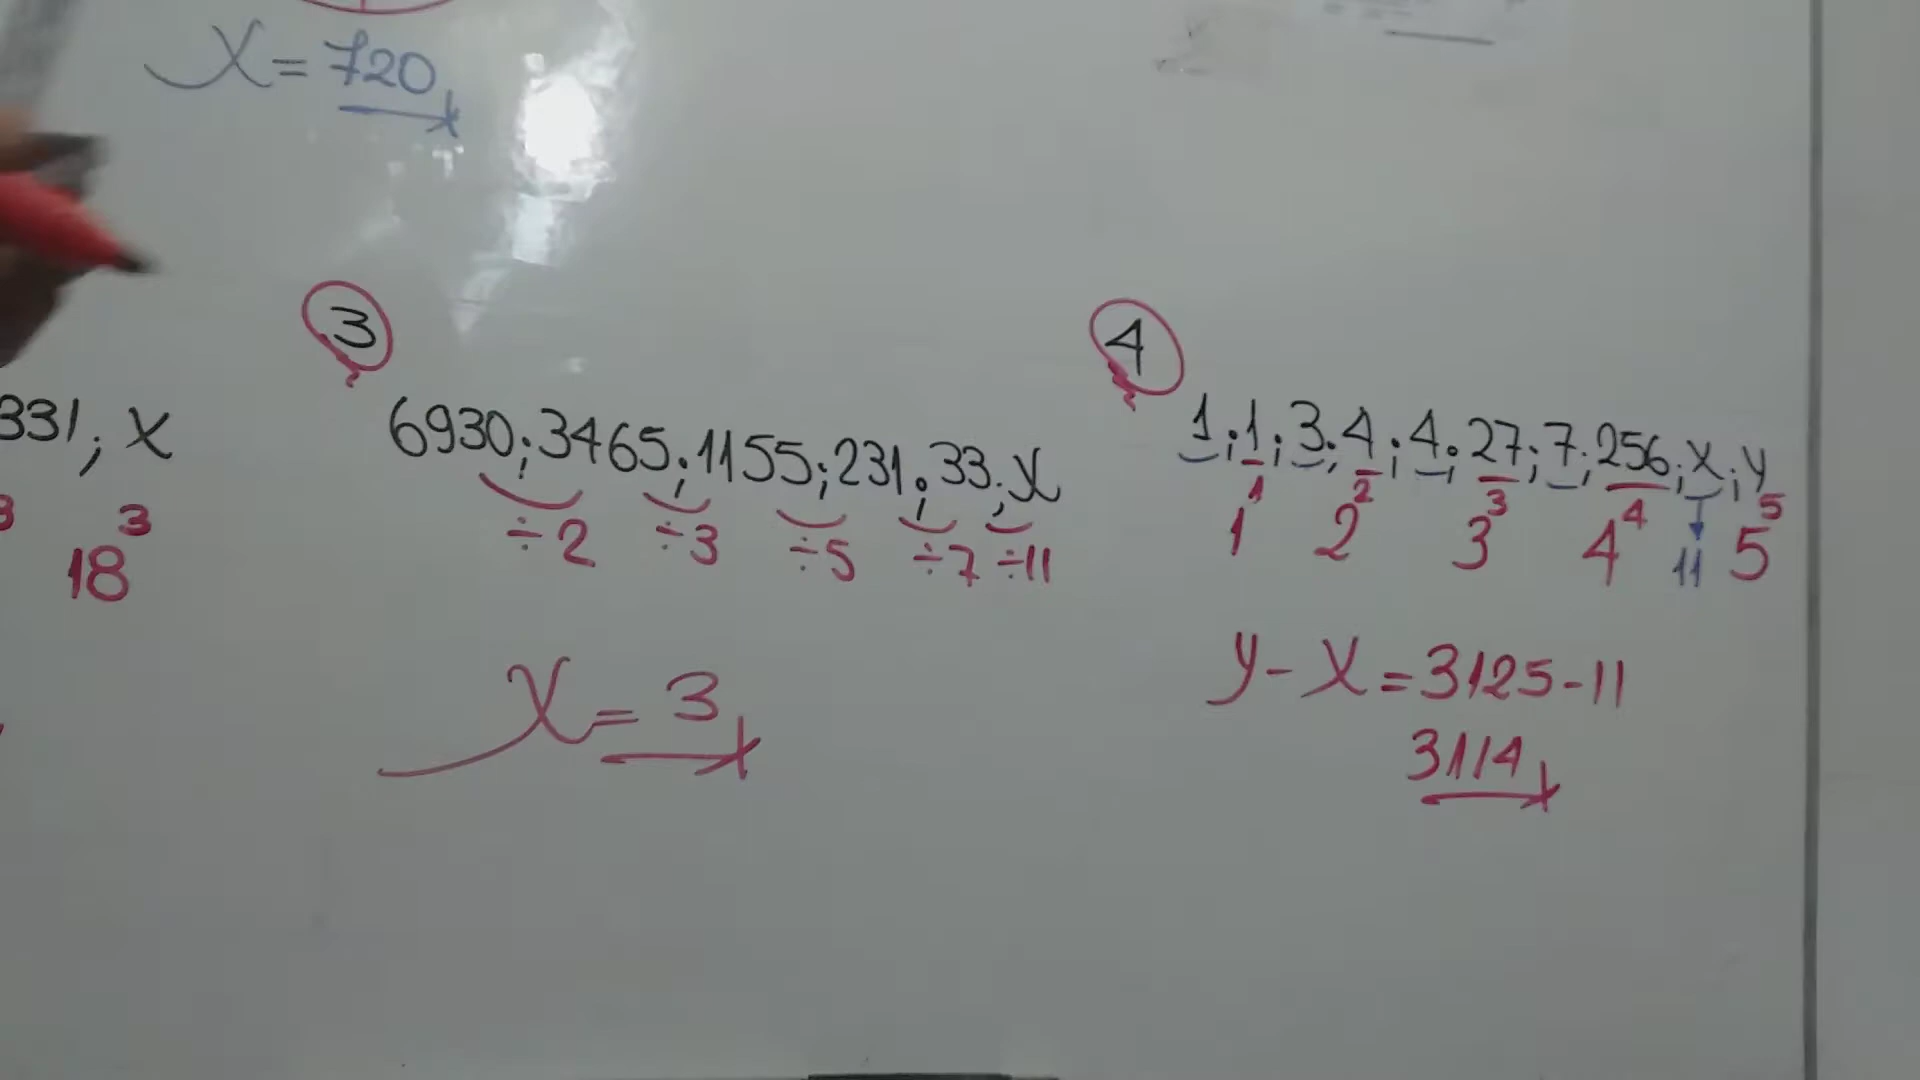 X = 720
331; X
3
18³
3
6930; 3465; 1155; 231; 33; X
÷2 ÷3 ÷5 ÷7 ÷11
X = 3
4
1; 1; 3; 4; 4; 27; 7; 256; X; y
1¹ 2² 3³ 4⁴ 11 5⁵
y - X = 3125 - 11
3114